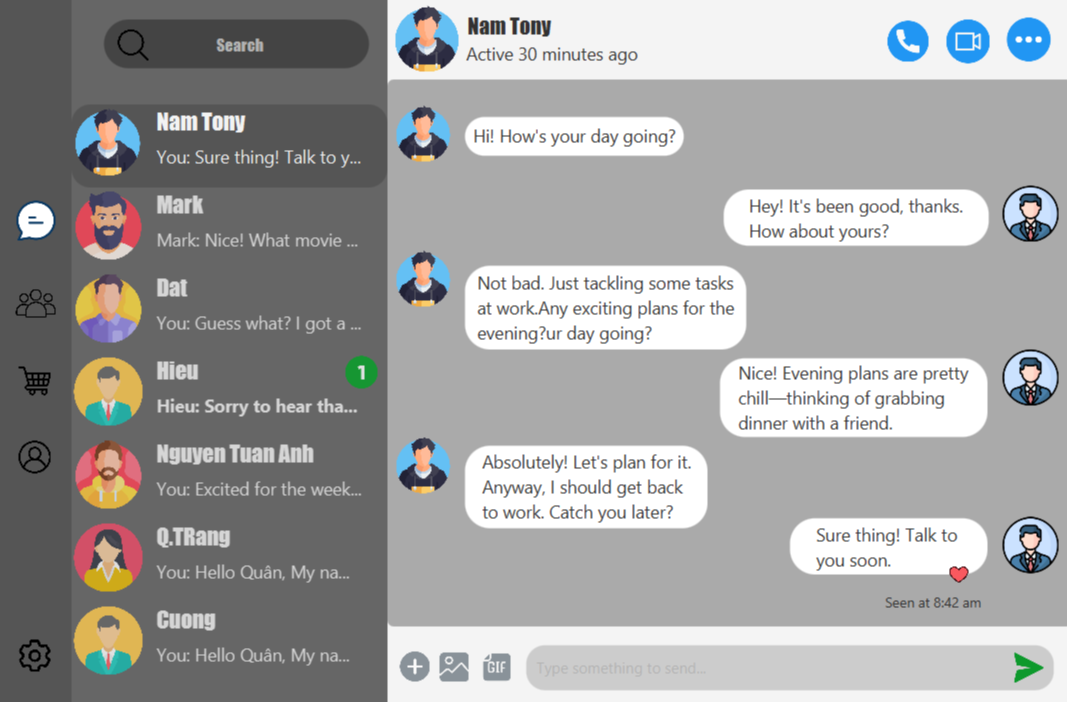 Search
Nam Tony
You: Sure thing! Talk to y...
Mark
Mark: Nice! What movie ...
Dat
You: Guess what? I got a ...
Hieu
1
Hieu: Sorry to hear tha...
Nguyen Tuan Anh
You: Excited for the week...
Q.TRang
You: Hello Quân, My na...
Cuong
You: Hello Quân, My na...
Nam Tony
Active 30 minutes ago
Hi! How's your day going?
Hey! It's been good, thanks.
How about yours?
Not bad. Just tackling some tasks
at work.Any exciting plans for the
evening?ur day going?
Nice! Evening plans are pretty
chill—thinking of grabbing
dinner with a friend.
Absolutely! Let's plan for it.
Anyway, I should get back
to work. Catch you later?
Sure thing! Talk to
you soon.
Seen at 8:42 am
GIF
Type something to send...